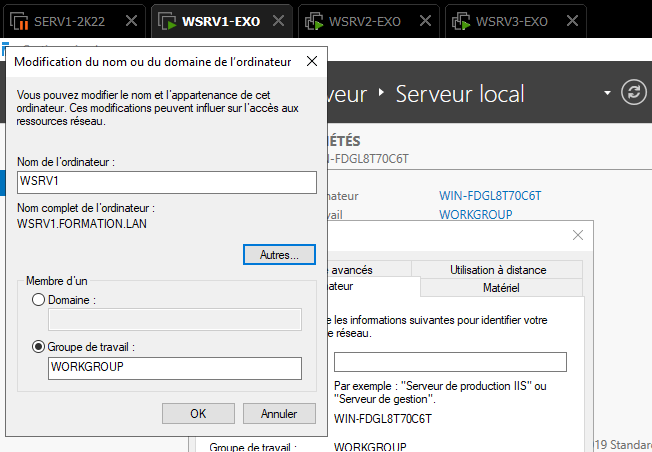 SERV1-2K22
WSRV1-EXO
WSRV2-EXO
WSRV3-EXO
Modification du nom ou du domaine de l'ordinateur
Vous pouvez modifier le nom et l'appartenance de cet
ordinateur. Ces modifications peuvent influer sur l'accès aux
ressources réseau.
Nom de l'ordinateur :
WSRV1
Nom complet de l'ordinateur :
WSRV1.FORMATION.LAN
Autres...
Membre d'un
Domaine :
Groupe de travail :
WORKGROUP
OK
Annuler
veur
Serveur local
ÉTÉS
N-FDGL8T70C6T
nateur
WIN-FDGL8T70C6T
vail
WORKGROUP
e avancés
Utilisation à distance
nateur
Matériel
e les informations suivantes pour identifier votre
e réseau.
Par exemple : "Serveur de production IIS" ou
"Serveur de gestion".
WIN-FDGL8T70C6T
Groupe de travail :
WORKGROUP
019 Standard